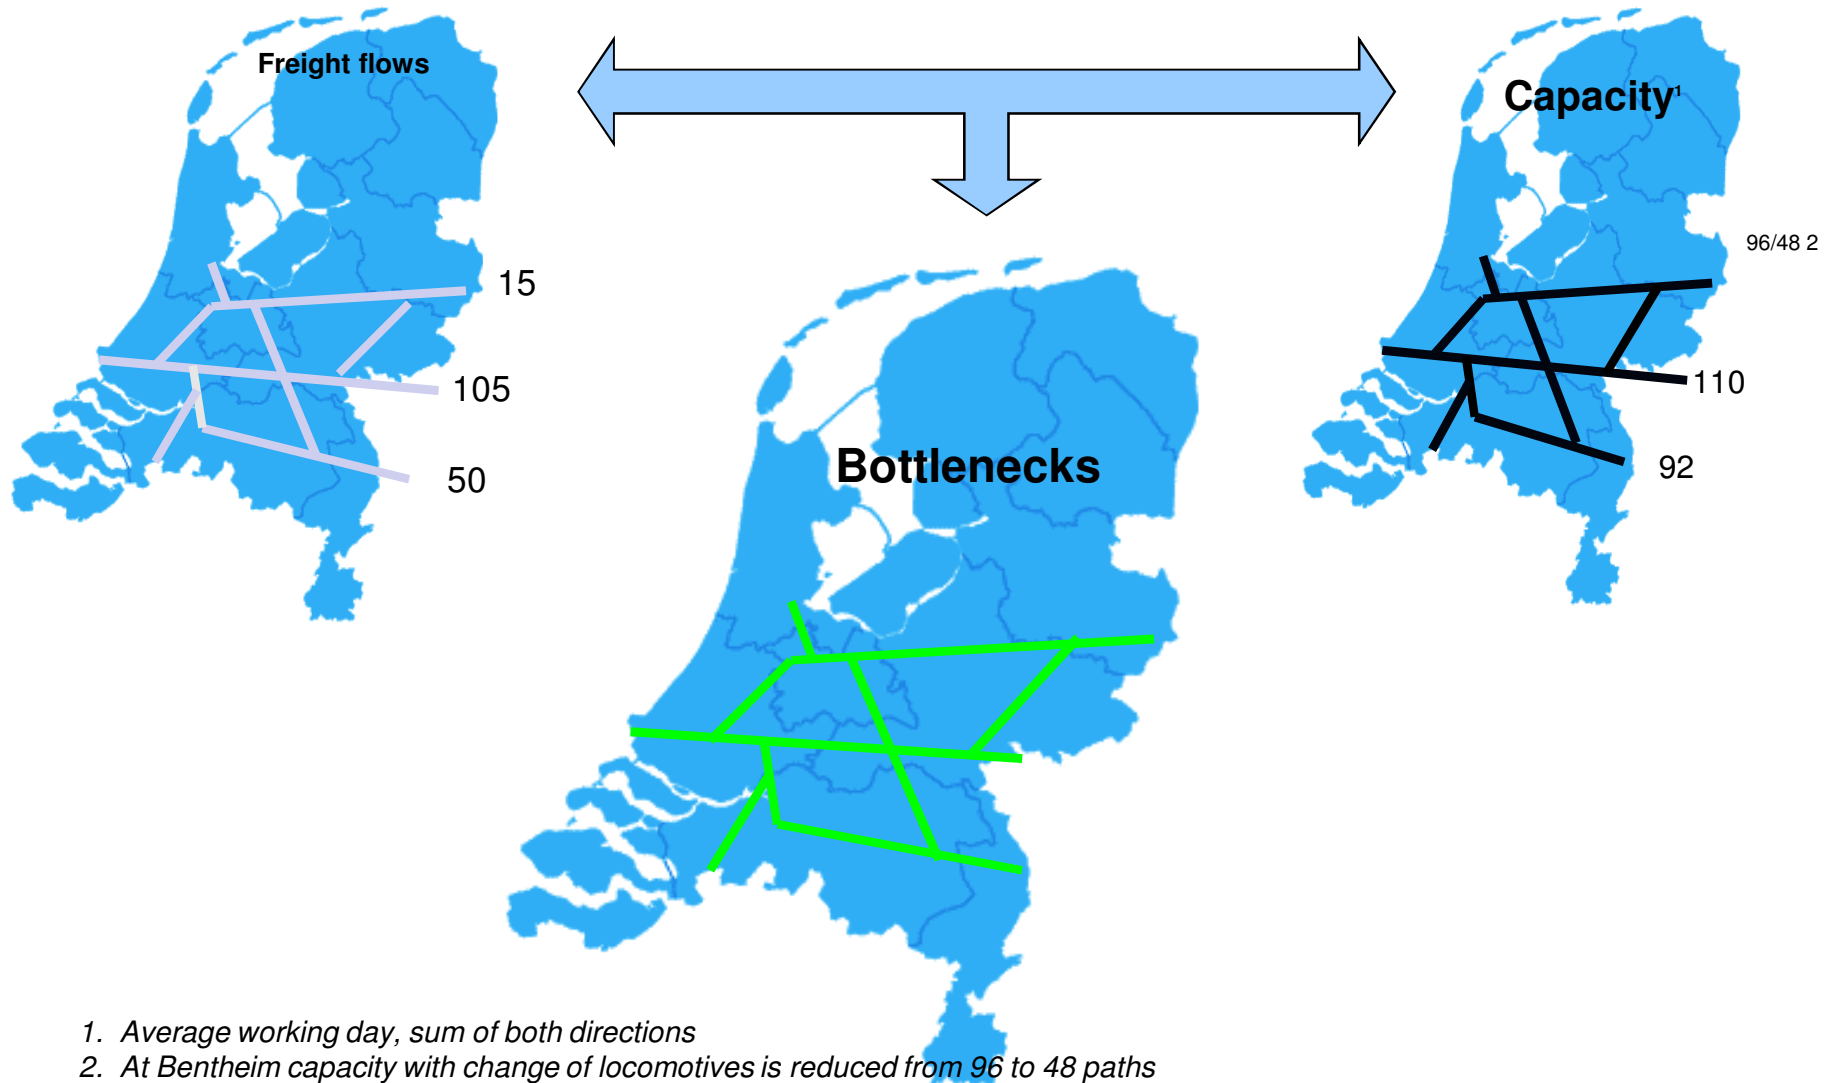 Freight flows
Capacity1
96/48 2
15
105
110
50
92
Bottlenecks
1. Average working day, sum of both directions
2. At Bentheim capacity with change of locomotives is reduced from 96 to 48 paths